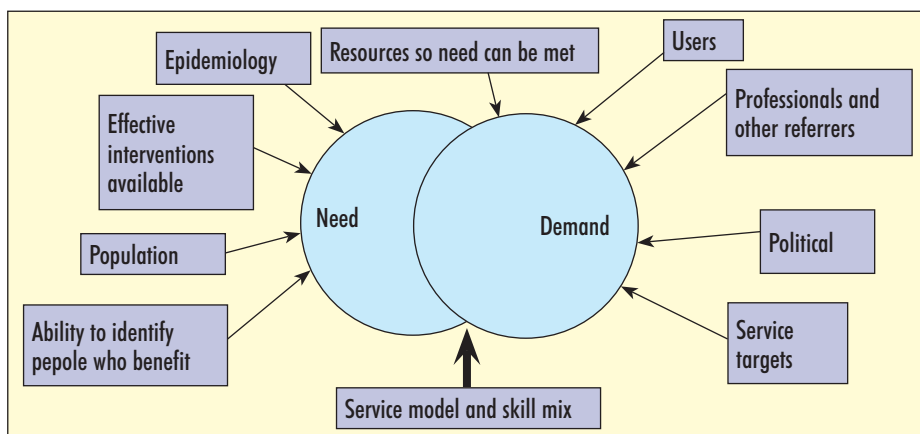 Epidemiology
Resources so need can be met
Users
Effective
interventions
available
Professionals and
other referrers
Need
Demand
Population
Political
Ability to identify
pepole who benefit
Service
targets
Service model and skill mix